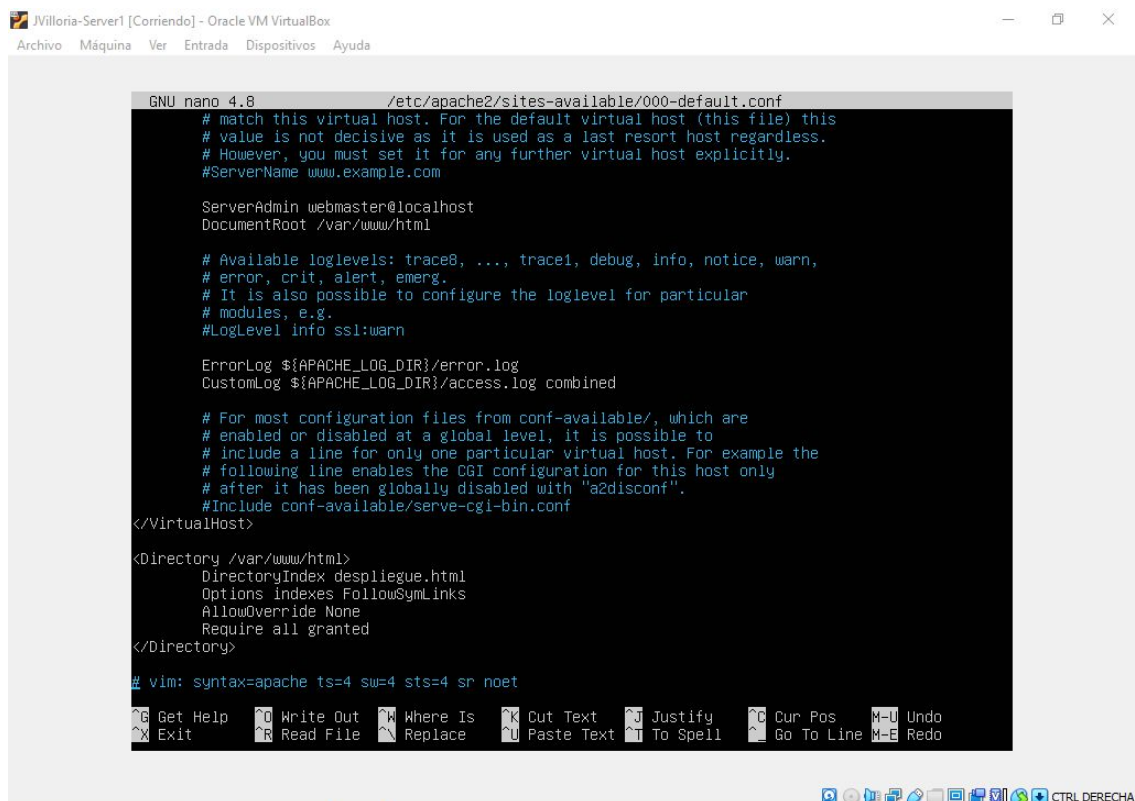 JVilloria-Server1 [Corriendo] - Oracle VM VirtualBox
Archivo Máquina Ver Entrada Dispositivos Ayuda
GNU nano 4.8 /etc/apache2/sites-available/000-default.conf
# match this virtual host. For the default virtual host (this file) this
# value is not decisive as it is used as a last resort host regardless.
# However, you must set it for any further virtual host explicitly.
#ServerName www.example.com
ServerAdmin webmaster@localhost
DocumentRoot /var/www/html
# Available loglevels: trace8, ..., trace1, debug, info, notice, warn,
# error, crit, alert, emerg.
# It is also possible to configure the loglevel for particular
# modules, e.g.
#LogLevel info ssl:warn
ErrorLog ${APACHE_LOG_DIR}/error.log
CustomLog ${APACHE_LOG_DIR}/access.log combined
# For most configuration files from conf-available/, which are
# enabled or disabled at a global level, it is possible to
# include a line for only one particular virtual host. For example the
# following line enables the CGI configuration for this host only
# after it has been globally disabled with "a2disconf".
#Include conf-available/serve-cgi-bin.conf
</VirtualHost>
<Directory /var/www/html>
DirectoryIndex despliegue.html
Options indexes FollowSymLinks
AllowOverride None
Require all granted
</Directory>
# vim: syntax=apache ts=4 sw=4 sts=4 sr noet
^G Get Help ^O Write Out ^W Where Is ^K Cut Text ^J Justify ^C Cur Pos M-U Undo
^X Exit ^R Read File ^\ Replace ^U Paste Text ^T To Spell ^_ Go To Line M-E Redo
CTRL DERECHA